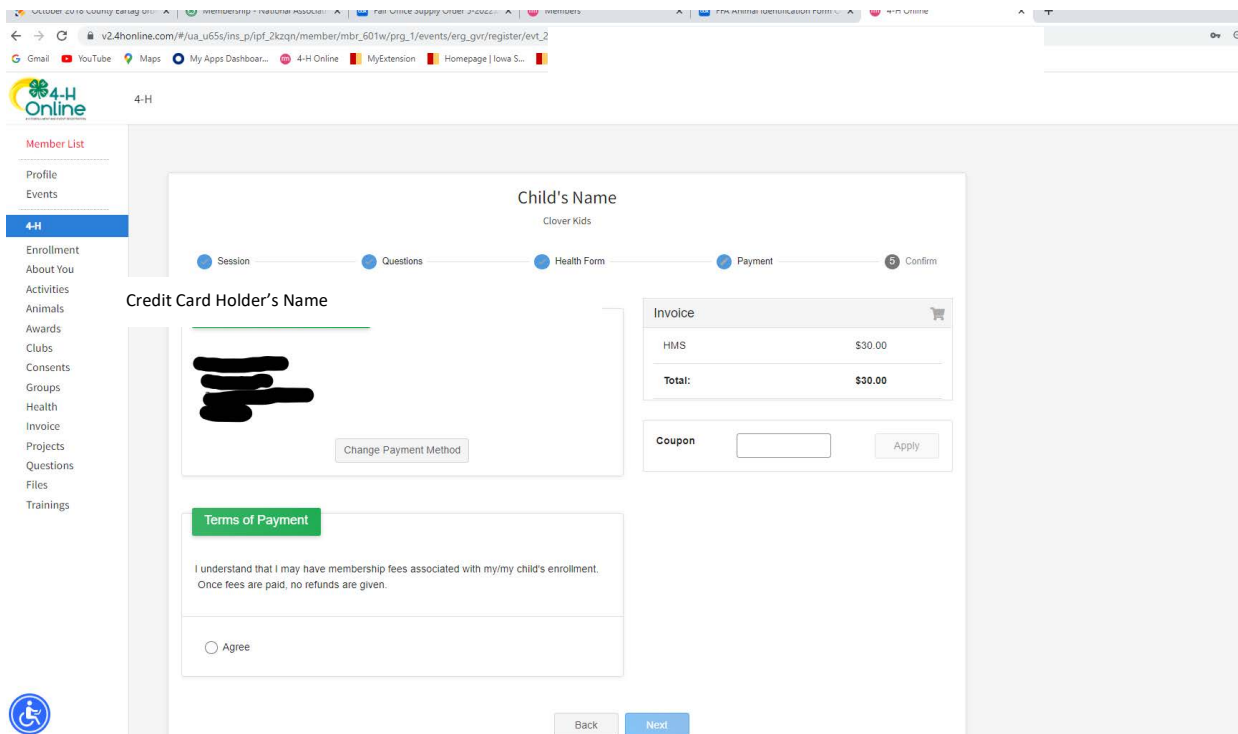 October 2018 County Eartag
Membership - National Associat
Fair Office Supply Order 3-2022
Members
FFA Animal Identification Form
4-H Online
v2.4honline.com/#/ua_u65s/ins_p/ipf_2kzqn/member/mbr_601w/prg_1/events/erg_gvr/register/evt_2
Gmail YouTube Maps My Apps Dashboar... 4-H Online MyExtension Homepage | Iowa S...
4-H
Online
4-H
Member List
Profile
Events
4-H
Enrollment
About You
Activities
Animals
Awards
Clubs
Consents
Groups
Health
Invoice
Projects
Questions
Files
Trainings
Child's Name
Clover Kids
Session Questions Health Form Payment 5 Confirm
Credit Card Holder’s Name
Change Payment Method
Invoice
HMS $30.00
Total: $30.00
Coupon Apply
Terms of Payment
I understand that I may have membership fees associated with my/my child's enrollment.
Once fees are paid, no refunds are given.
Agree
Back Next